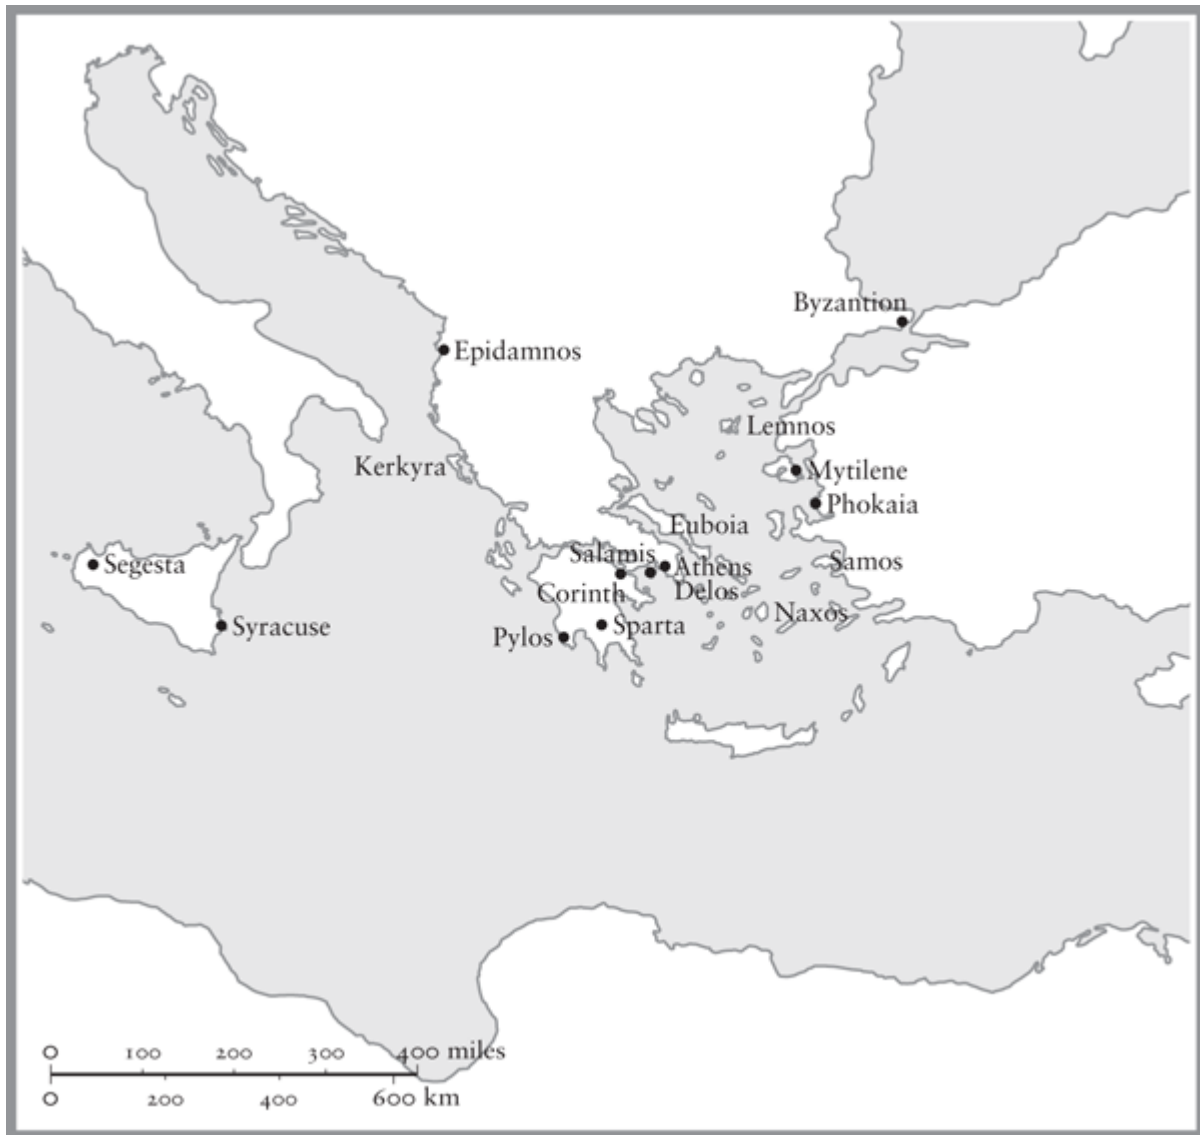 Byzantion
Epidamnos
Lemnos
Kerkyra
Mytilene
Phokaia
Euboia
Salamis
Segesta
Athens
Samos
Corinth
Delos
Naxos
Syracuse
Sparta
Pylos
0 100 200 300 400 miles
0 200 400 600 km